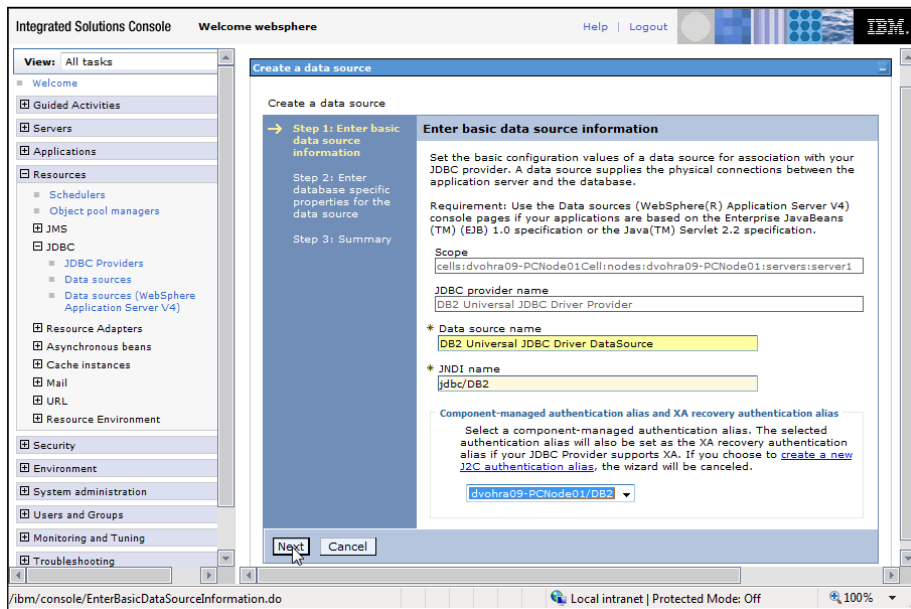 Integrated Solutions Console Welcome websphere Help | Logout IBM.
View: All tasks
Welcome
Guided Activities
Servers
Applications
Resources
Schedulers
Object pool managers
JMS
JDBC
JDBC Providers
Data sources
Data sources (WebSphere
Application Server V4)
Resource Adapters
Asynchronous beans
Cache instances
Mail
URL
Resource Environment
Security
Environment
System administration
Users and Groups
Monitoring and Tuning
Troubleshooting
Create a data source
Create a data source
Step 1: Enter basic
data source
information
Step 2: Enter
database specific
properties for the
data source
Step 3: Summary
Enter basic data source information
Set the basic configuration values of a data source for association with your
JDBC provider. A data source supplies the physical connections between the
application server and the database.
Requirement: Use the Data sources (WebSphere(R) Application Server V4)
console pages if your applications are based on the Enterprise JavaBeans
(TM) (EJB) 1.0 specification or the Java(TM) Servlet 2.2 specification.
Scope
cells:dvohra09-PCNode01Cell:nodes:dvohra09-PCNode01:servers:server1
JDBC provider name
DB2 Universal JDBC Driver Provider
* Data source name
DB2 Universal JDBC Driver DataSource
* JNDI name
jdbc/DB2
Component-managed authentication alias and XA recovery authentication alias
Select a component-managed authentication alias. The selected
authentication alias will also be set as the XA recovery authentication
alias if your JDBC Provider supports XA. If you choose to create a new
J2C authentication alias, the wizard will be canceled.
dvohra09-PCNode01/DB2
Next Cancel
/ibm/console/EnterBasicDataSourceInformation.do Local intranet | Protected Mode: Off 100%